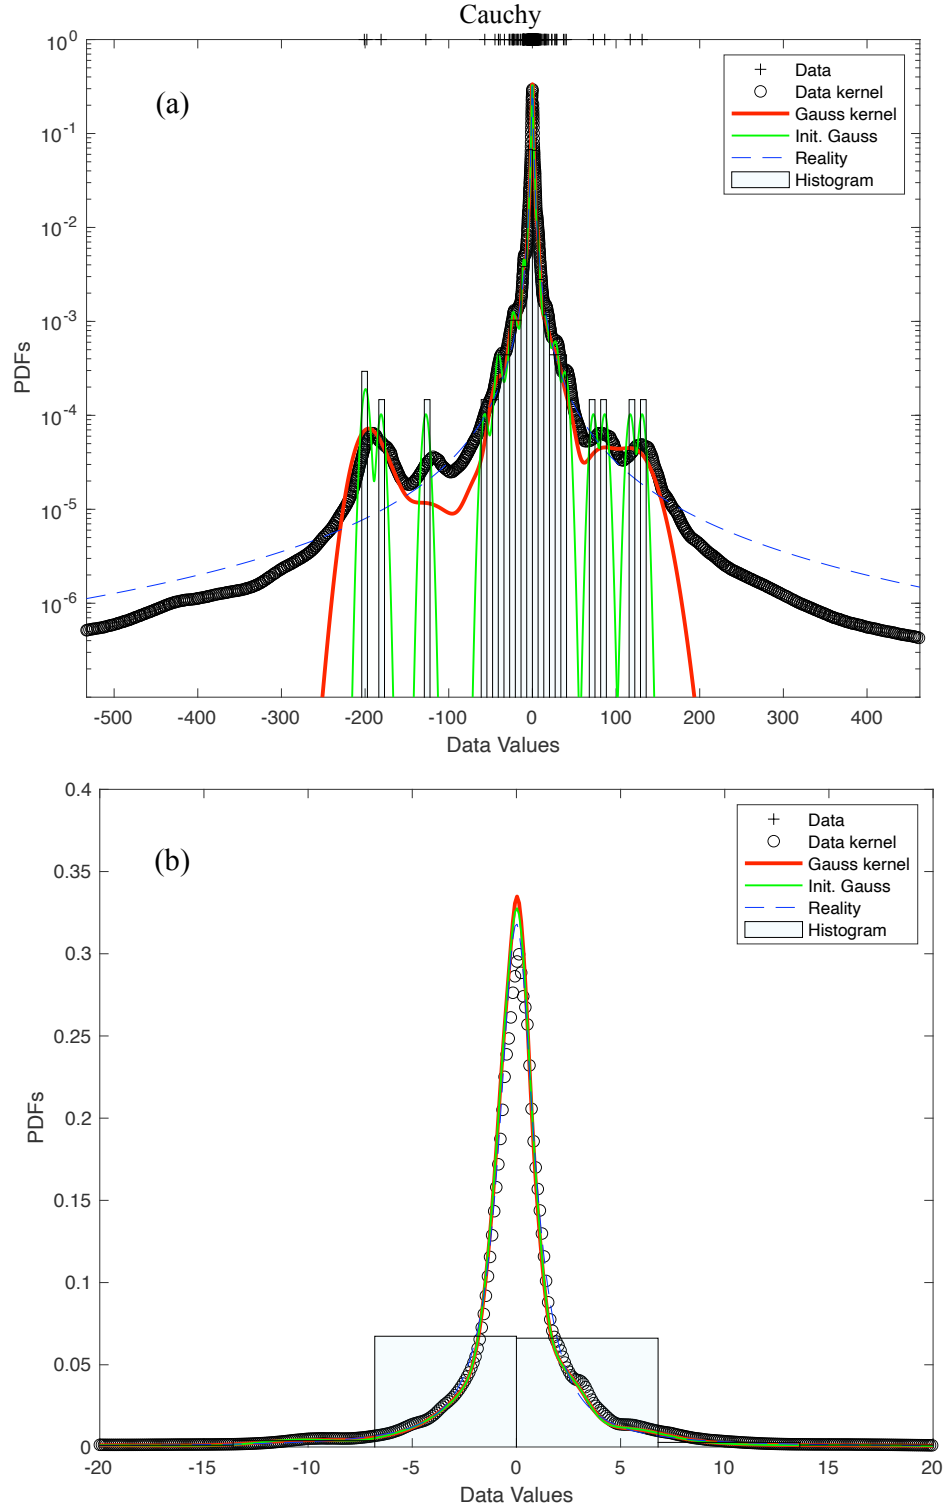 Cauchy
(a)
Data
Data kernel
Gauss kernel
Init. Gauss
Reality
Histogram
10^0
10^-1
10^-2
10^-3
10^-4
10^-5
10^-6
PDFs
-500 -400 -300 -200 -100 0 100 200 300 400
Data Values
(b)
Data
Data kernel
Gauss kernel
Init. Gauss
Reality
Histogram
0.4
0.35
0.3
0.25
0.2
0.15
0.1
0.05
0
PDFs
-20 -15 -10 -5 0 5 10 15 20
Data Values